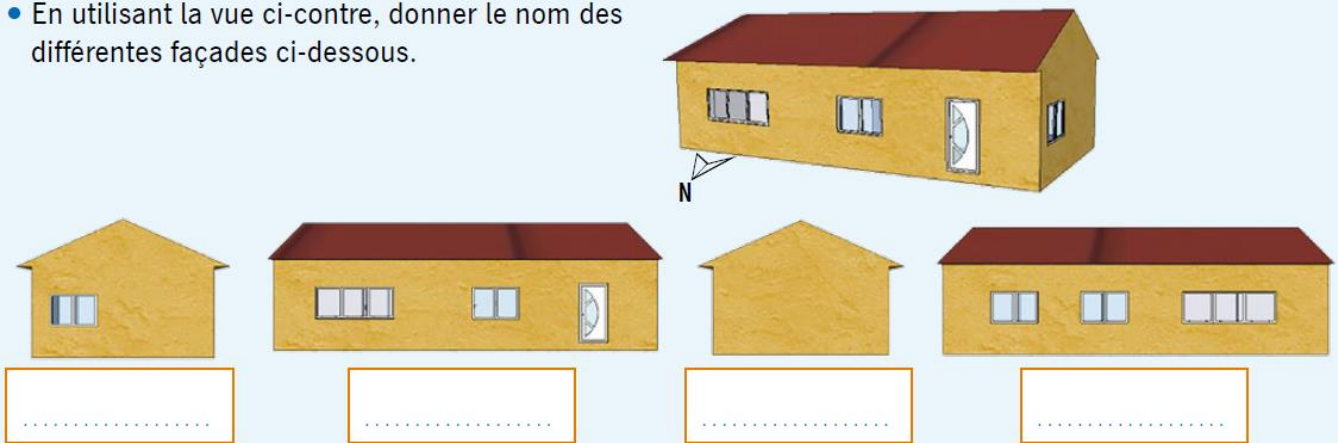 • En utilisant la vue ci-contre, donner le nom des
différentes façades ci-dessous.
N